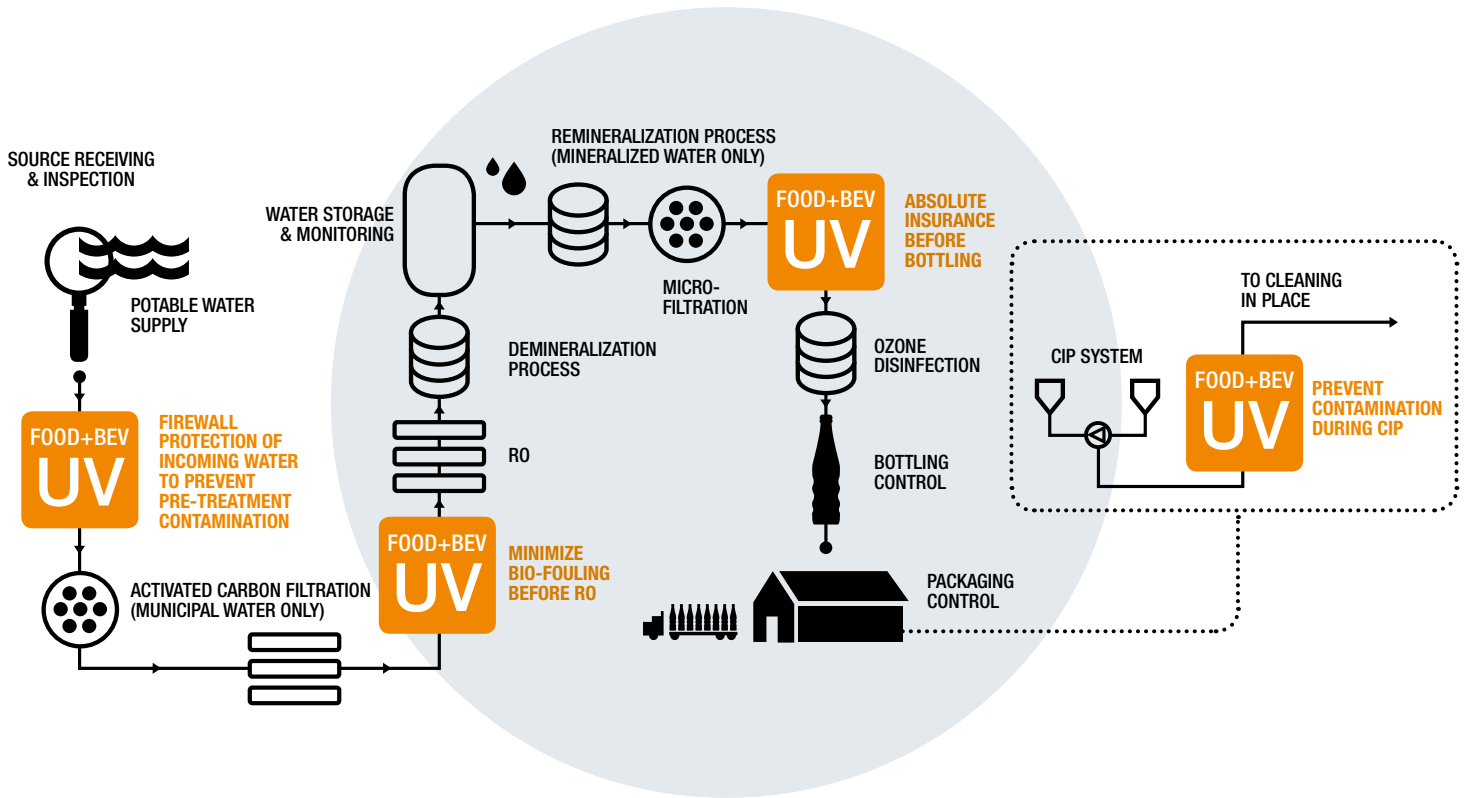 SOURCE RECEIVING
& INSPECTION
POTABLE WATER
SUPPLY
FOOD+BEV
UV
FIREWALL
PROTECTION OF
INCOMING WATER
TO PREVENT
PRE-TREATMENT
CONTAMINATION
ACTIVATED CARBON FILTRATION
(MUNICIPAL WATER ONLY)
FOOD+BEV
UV
MINIMIZE
BIO-FOULING
BEFORE RO
RO
DEMINERALIZATION
PROCESS
WATER STORAGE
& MONITORING
REMINERALIZATION PROCESS
(MINERALIZED WATER ONLY)
MICRO-
FILTRATION
FOOD+BEV
UV
ABSOLUTE
INSURANCE
BEFORE
BOTTLING
OZONE
DISINFECTION
BOTTLING
CONTROL
PACKAGING
CONTROL
TO CLEANING
IN PLACE
CIP SYSTEM
FOOD+BEV
UV
PREVENT
CONTAMINATION
DURING CIP